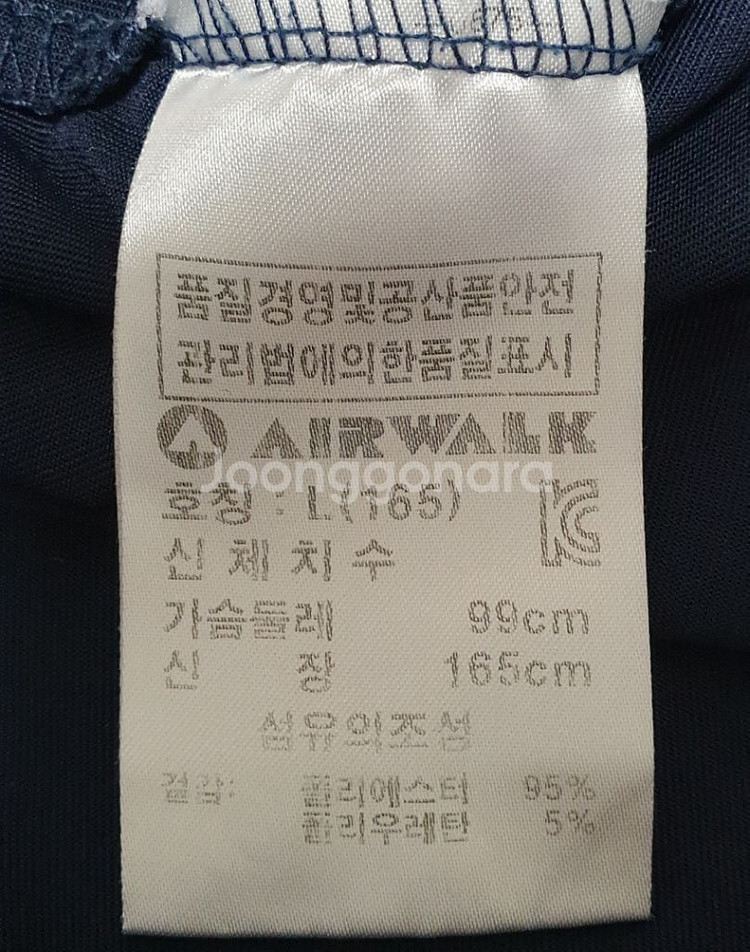 품질경영및공산품안전
관리법에의한품질표시
AIRWALK
Joonggonara
호칭 : L(165)
신체치수
가슴둘레 99cm
신장 165cm
섬유의조성
겉감: 폴리에스터 95%
폴리우레탄 5%